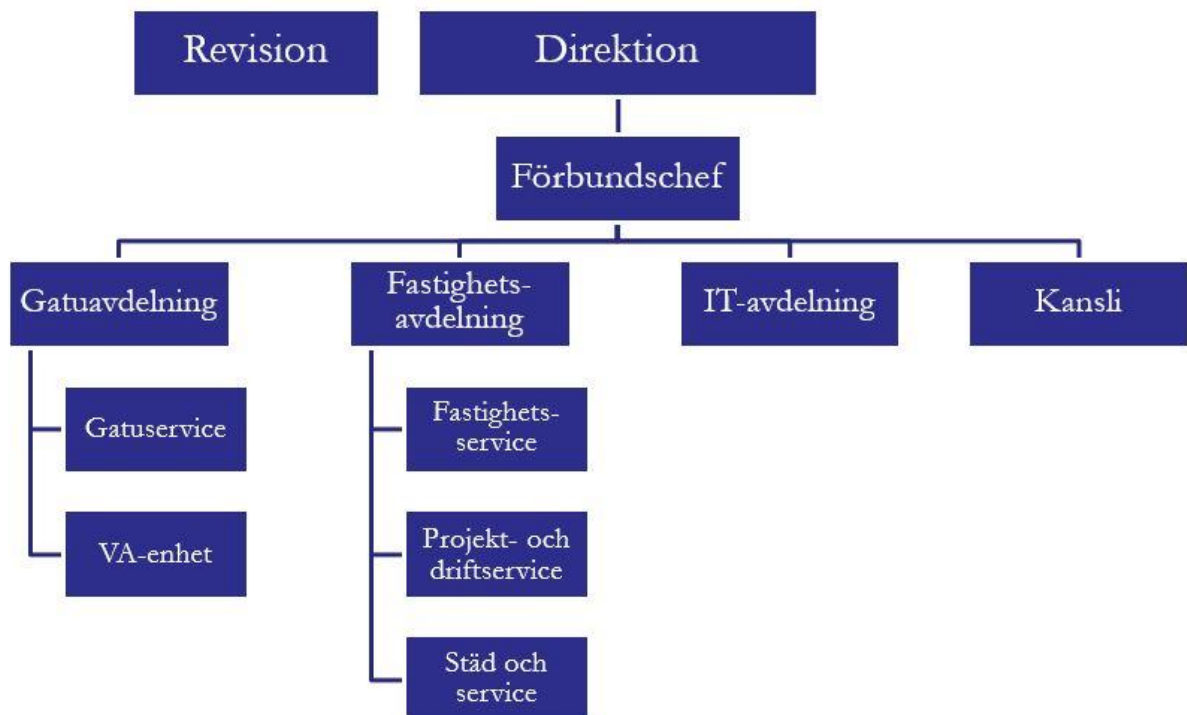 Revision
Direktion
Förbundschef
Gatuavdelning
Fastighets-
avdelning
IT-avdelning
Kansli
Gatuservice
Fastighets-
service
VA-enhet
Projekt- och
driftservice
Städ och
service